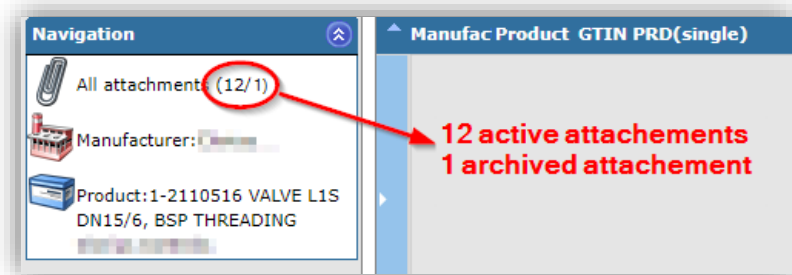 Navigation
Manufac Product GTIN PRD(single)
All attachments (12/1)
12 active attachements
1 archived attachement
Manufacturer:
Product:1-2110516 VALVE L1S
DN15/6, BSP THREADING